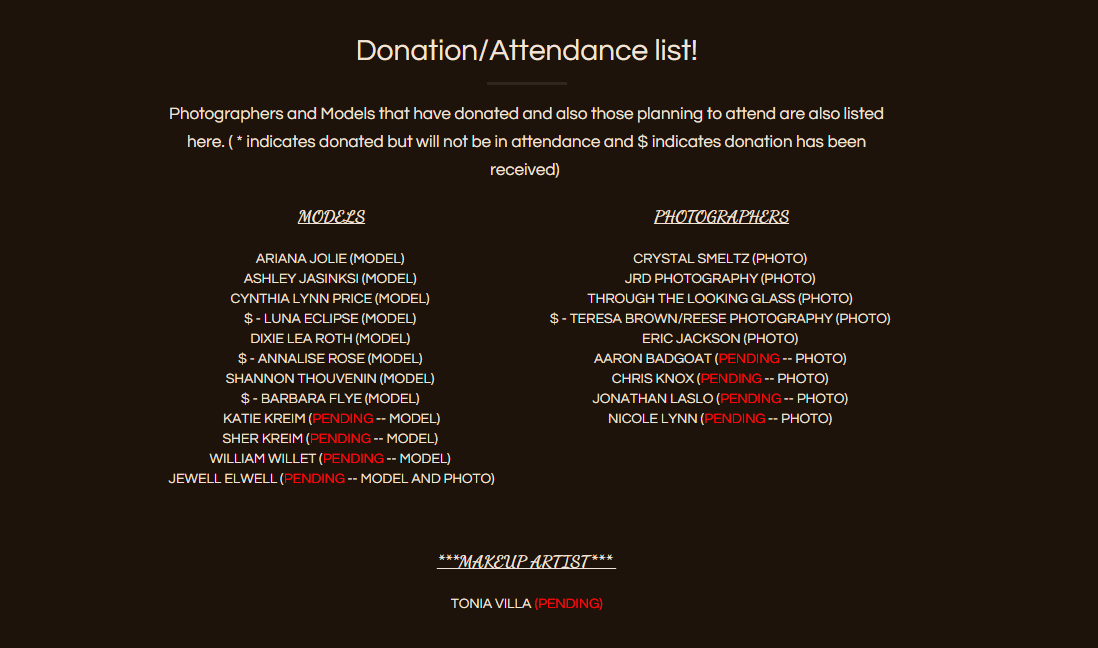 Donation/Attendance list!
Photographers and Models that have donated and also those planning to attend are also listed
here. ( * indicates donated but will not be in attendance and $ indicates donation has been
received)
MODELS
ARIANA JOLIE (MODEL)
ASHLEY JASINKSI (MODEL)
CYNTHIA LYNN PRICE (MODEL)
$ - LUNA ECLIPSE (MODEL)
DIXIE LEA ROTH (MODEL)
$ - ANNALISE ROSE (MODEL)
SHANNON THOUVENIN (MODEL)
$ - BARBARA FLYE (MODEL)
KATIE KREIM (PENDING -- MODEL)
SHER KREIM (PENDING -- MODEL)
WILLIAM WILLET (PENDING -- MODEL)
JEWELL ELWELL (PENDING -- MODEL AND PHOTO)
PHOTOGRAPHERS
CRYSTAL SMELTZ (PHOTO)
JRD PHOTOGRAPHY (PHOTO)
THROUGH THE LOOKING GLASS (PHOTO)
$ - TERESA BROWN/REESE PHOTOGRAPHY (PHOTO)
ERIC JACKSON (PHOTO)
AARON BADGOAT (PENDING -- PHOTO)
CHRIS KNOX (PENDING -- PHOTO)
JONATHAN LASLO (PENDING -- PHOTO)
NICOLE LYNN (PENDING -- PHOTO)
***MAKEUP ARTIST***
TONIA VILLA (PENDING)